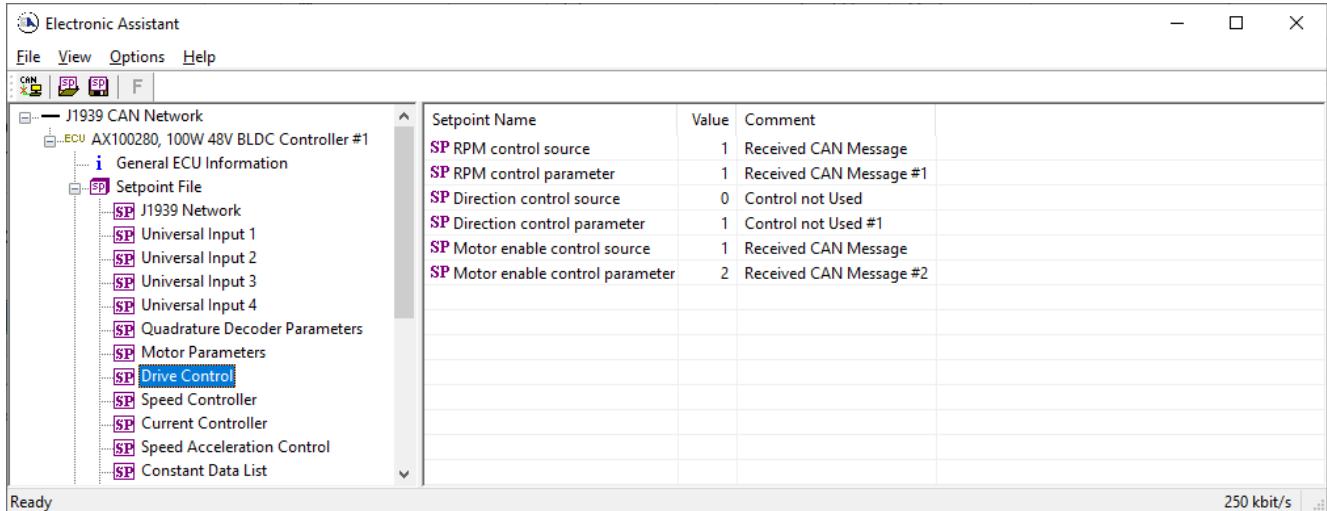 Electronic Assistant
File View Options Help
CAN SP SP F
J1939 CAN Network
ECU AX100280, 100W 48V BLDC Controller #1
i General ECU Information
SP Setpoint File
SP J1939 Network
SP Universal Input 1
SP Universal Input 2
SP Universal Input 3
SP Universal Input 4
SP Quadrature Decoder Parameters
SP Motor Parameters
SP Drive Control
SP Speed Controller
SP Current Controller
SP Speed Acceleration Control
SP Constant Data List
Setpoint Name Value Comment
SP RPM control source 1 Received CAN Message
SP RPM control parameter 1 Received CAN Message #1
SP Direction control source 0 Control not Used
SP Direction control parameter 1 Control not Used #1
SP Motor enable control source 1 Received CAN Message
SP Motor enable control parameter 2 Received CAN Message #2
Ready 250 kbit/s